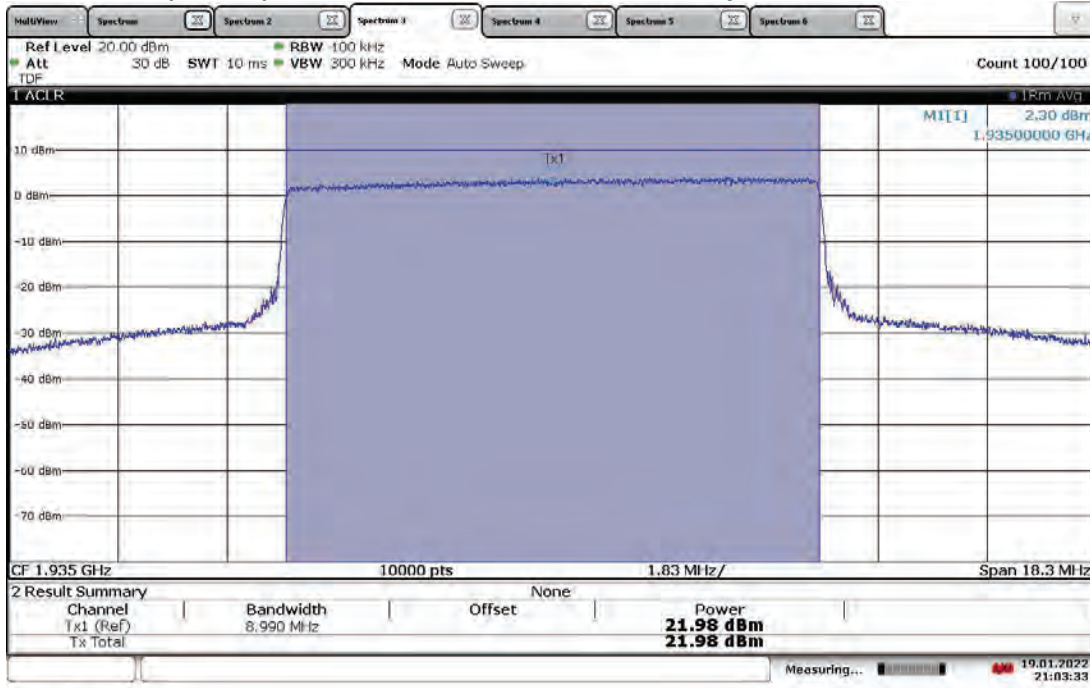 MultiView Spectrum Spectrum 2 Spectrum 3 Spectrum 4 Spectrum 5 Spectrum 6
Ref Level 20.00 dBm RBW 100 kHz
Att 30 dB SWT 10 ms VBW 300 kHz Mode Auto Sweep Count 100/100
TDF
1 ACLR 1Rm Avg
M1[1] 2.30 dBm
1.93500000 GHz
10 dBm
Tx1
0 dBm
-10 dBm
-20 dBm
-30 dBm
-40 dBm
-50 dBm
-60 dBm
-70 dBm
CF 1.935 GHz 10000 pts 1.83 MHz/ Span 18.3 MHz
2 Result Summary None
Channel Bandwidth Offset Power
Tx1 (Ref) 8.990 MHz 21.98 dBm
Tx Total 21.98 dBm
Measuring... 19.01.2022
21:03:33